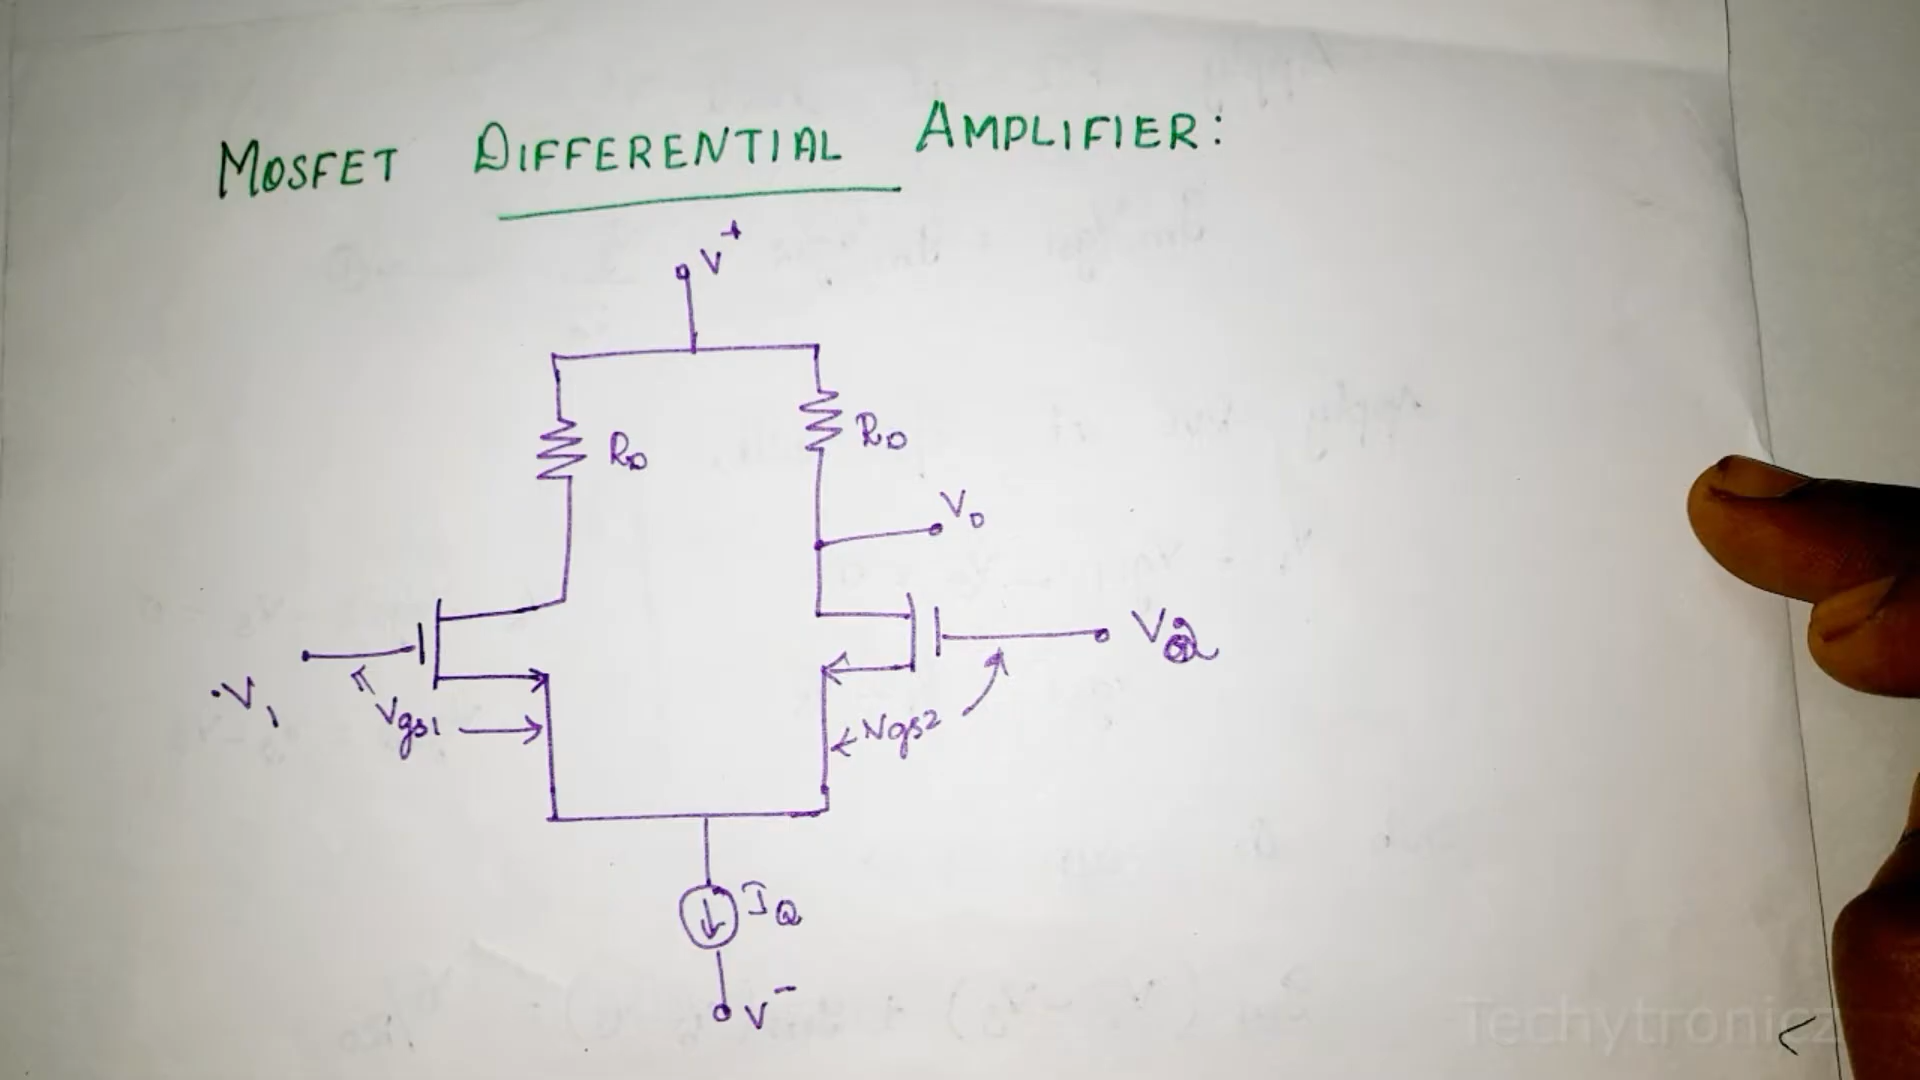 MOSFET DIFFERENTIAL AMPLIFIER:
V+
RD
RD
Vo
V1
Vgs1
Vgs2
V2
IQ
V-
Techytronicz